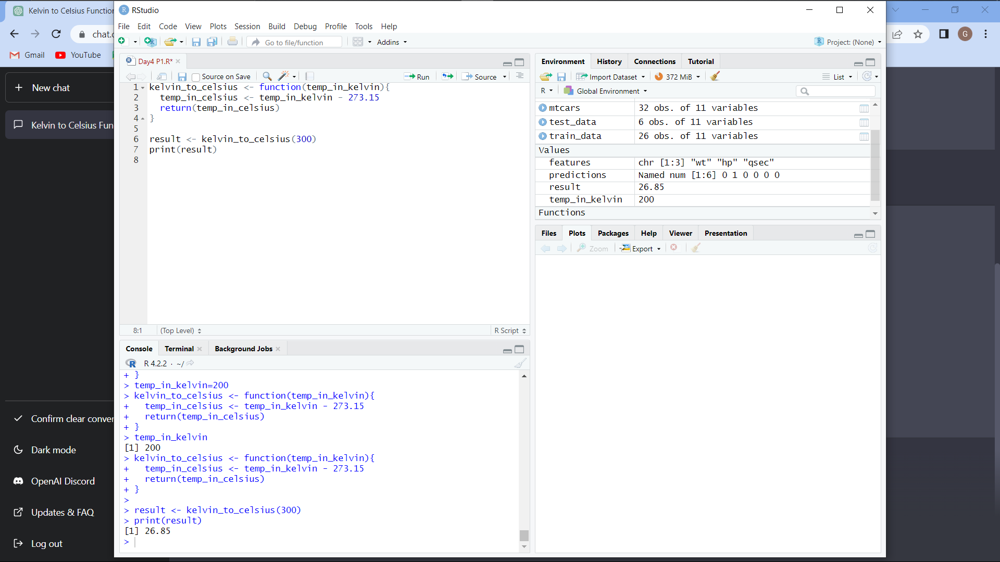 Kelvin to Celsius Function
chat.
Gmail
YouTube
New chat
Kelvin to Celsius Fun
Confirm clear conver
Dark mode
OpenAI Discord
Updates & FAQ
Log out
G
RStudio
File Edit Code View Plots Session Build Debug Profile Tools Help
Go to file/function
Addins
Project: (None)
Day4 P1.R*
Source on Save
Run
Source
1 kelvin_to_celsius <- function(temp_in_kelvin){
2 temp_in_celsius <- temp_in_kelvin - 273.15
3 return(temp_in_celsius)
4 }
5
6 result <- kelvin_to_celsius(300)
7 print(result)
8
8:1 (Top Level) R Script
Console Terminal Background Jobs
R R 4.2.2 · ~/
+ }
> temp_in_kelvin=200
> kelvin_to_celsius <- function(temp_in_kelvin){
+ temp_in_celsius <- temp_in_kelvin - 273.15
+ return(temp_in_celsius)
+ }
> temp_in_kelvin
[1] 200
> kelvin_to_celsius <- function(temp_in_kelvin){
+ temp_in_celsius <- temp_in_kelvin - 273.15
+ return(temp_in_celsius)
+ }
>
> result <- kelvin_to_celsius(300)
> print(result)
[1] 26.85
>
Environment History Connections Tutorial
Import Dataset 372 MiB List
R Global Environment
mtcars 32 obs. of 11 variables
test_data 6 obs. of 11 variables
train_data 26 obs. of 11 variables
Values
features chr [1:3] "wt" "hp" "qsec"
predictions Named num [1:6] 0 1 0 0 0 0
result 26.85
temp_in_kelvin 200
Functions
Files Plots Packages Help Viewer Presentation
Zoom Export